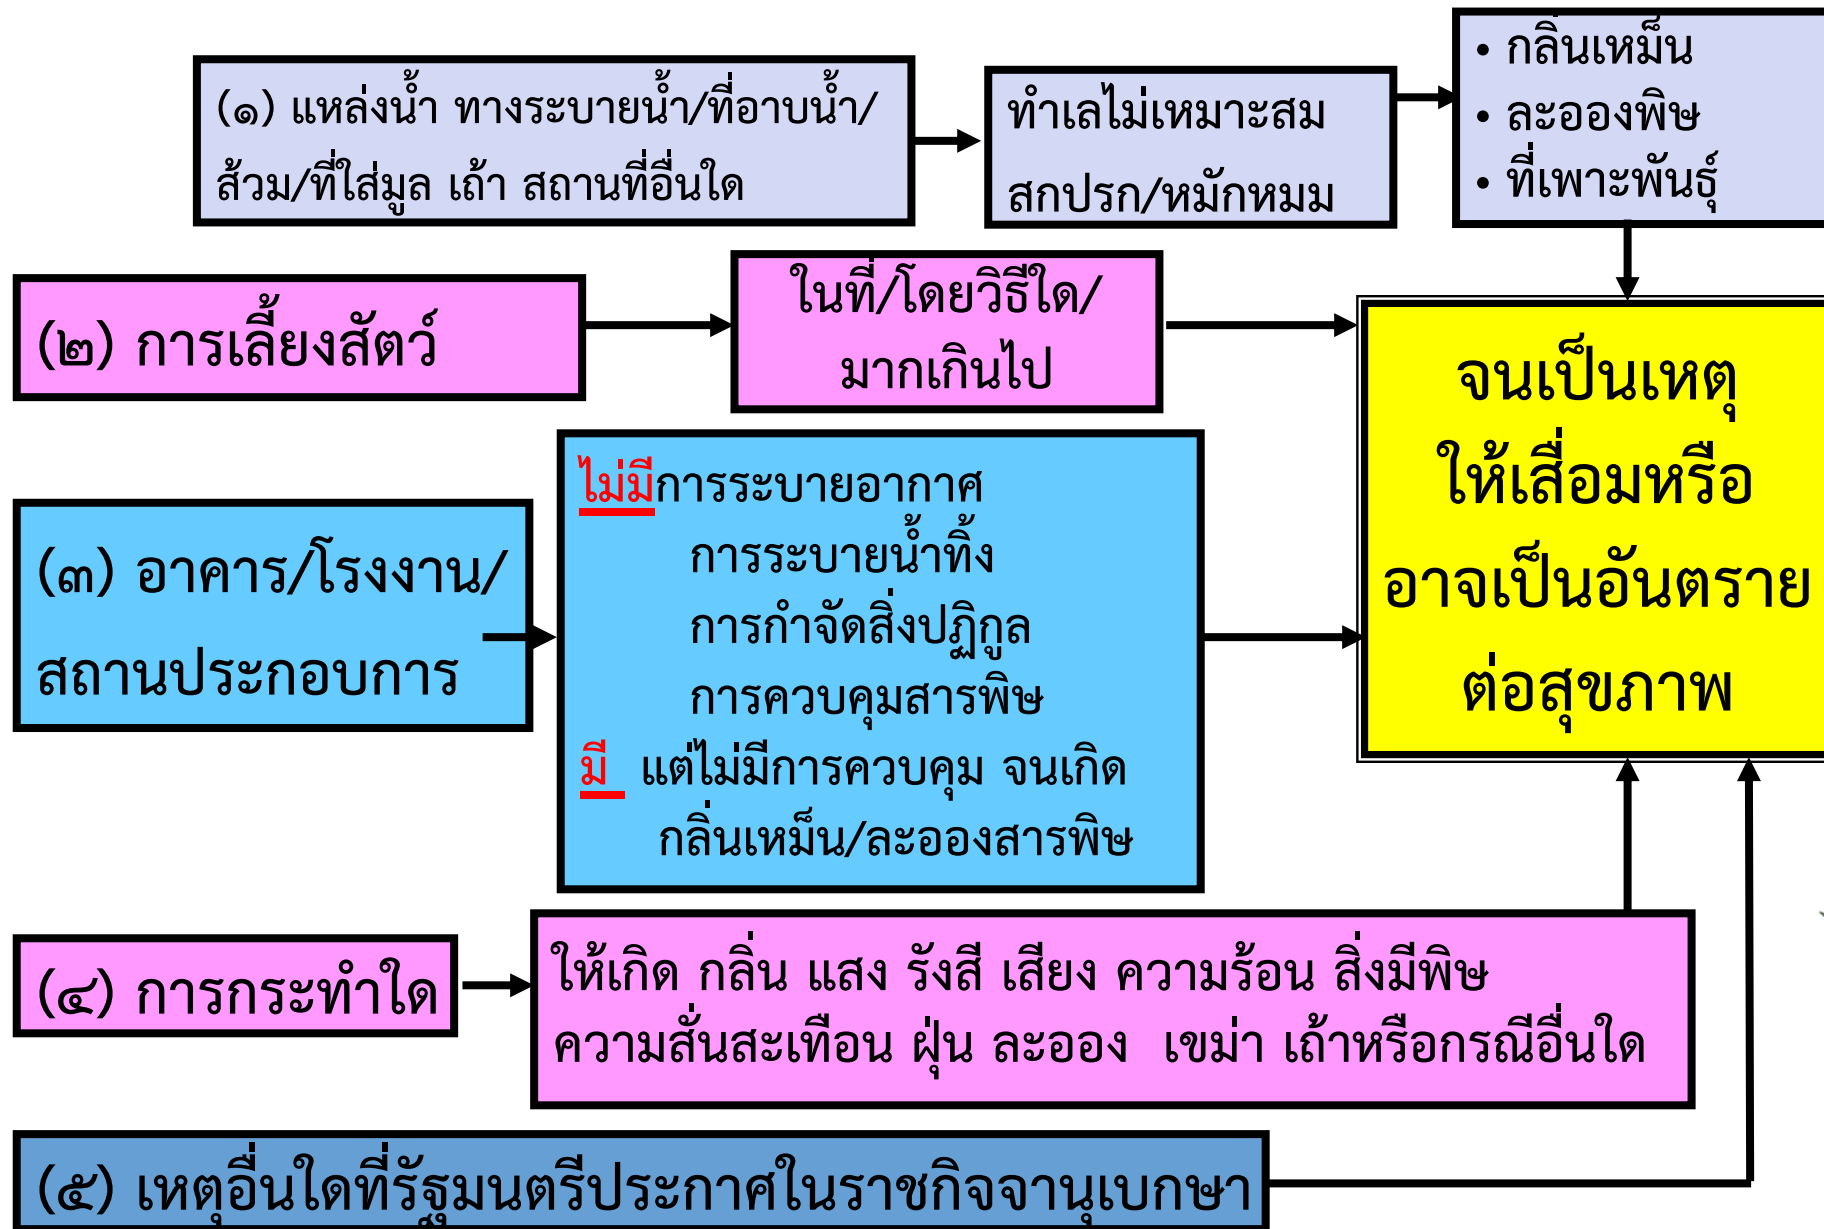 (๑) แหล่งน้ำ ทางระบายน้ำ/ที่อาบน้ำ/
ส้วม/ที่ใส่มูล เถ้า สถานที่อื่นใด
ทำเลไม่เหมาะสม
สกปรก/หมักหมม
• กลิ่นเหม็น
• ละอองพิษ
• ที่เพาะพันธุ์
(๒) การเลี้ยงสัตว์
ในที่/โดยวิธีใด/
มากเกินไป
(๓) อาคาร/โรงงาน/
สถานประกอบการ
ไม่มีการระบายอากาศ
การระบายน้ำทิ้ง
การกำจัดสิ่งปฏิกูล
การควบคุมสารพิษ
มี แต่ไม่มีการควบคุม จนเกิด
กลิ่นเหม็น/ละอองสารพิษ
จนเป็นเหตุ
ให้เสื่อมหรือ
อาจเป็นอันตราย
ต่อสุขภาพ
(๔) การกระทำใด
ให้เกิด กลิ่น แสง รังสี เสียง ความร้อน สิ่งมีพิษ
ความสั่นสะเทือน ฝุ่น ละออง เขม่า เถ้าหรือกรณีอื่นใด
(๕) เหตุอื่นใดที่รัฐมนตรีประกาศในราชกิจจานุเบกษา